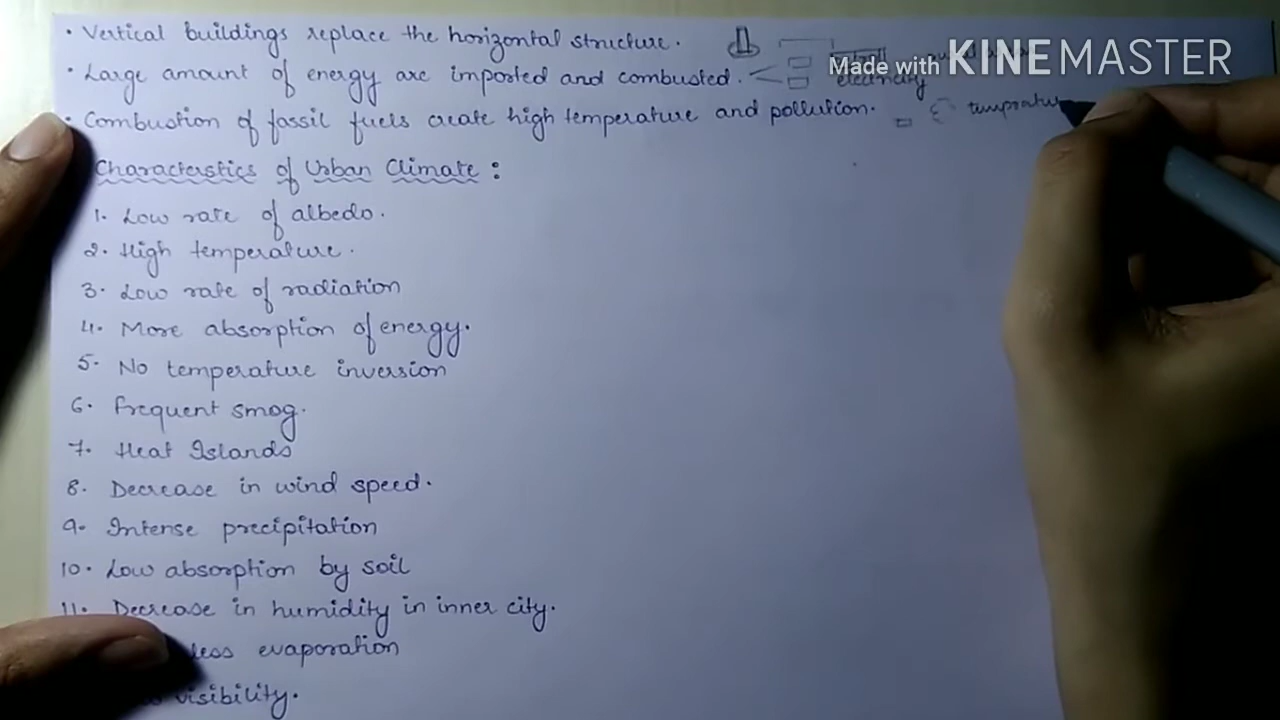 • Vertical buildings replace the horizontal structure.
• Large amount of energy are imported and combusted.
electricity
Made with KINEMASTER
• Combustion of fossil fuels create high temperature and pollution.
Characterstics of Urban Climate :
1. Low rate of albedo.
2. High temperature.
3. Low rate of radiation
4. More absorption of energy.
5. No temperature inversion
6. Frequent smog.
7. Heat Islands
8. Decrease in wind speed.
9. Intense precipitation
10. Low absorption by soil
11. Decrease in humidity in inner city.
less evaporation
visibility.